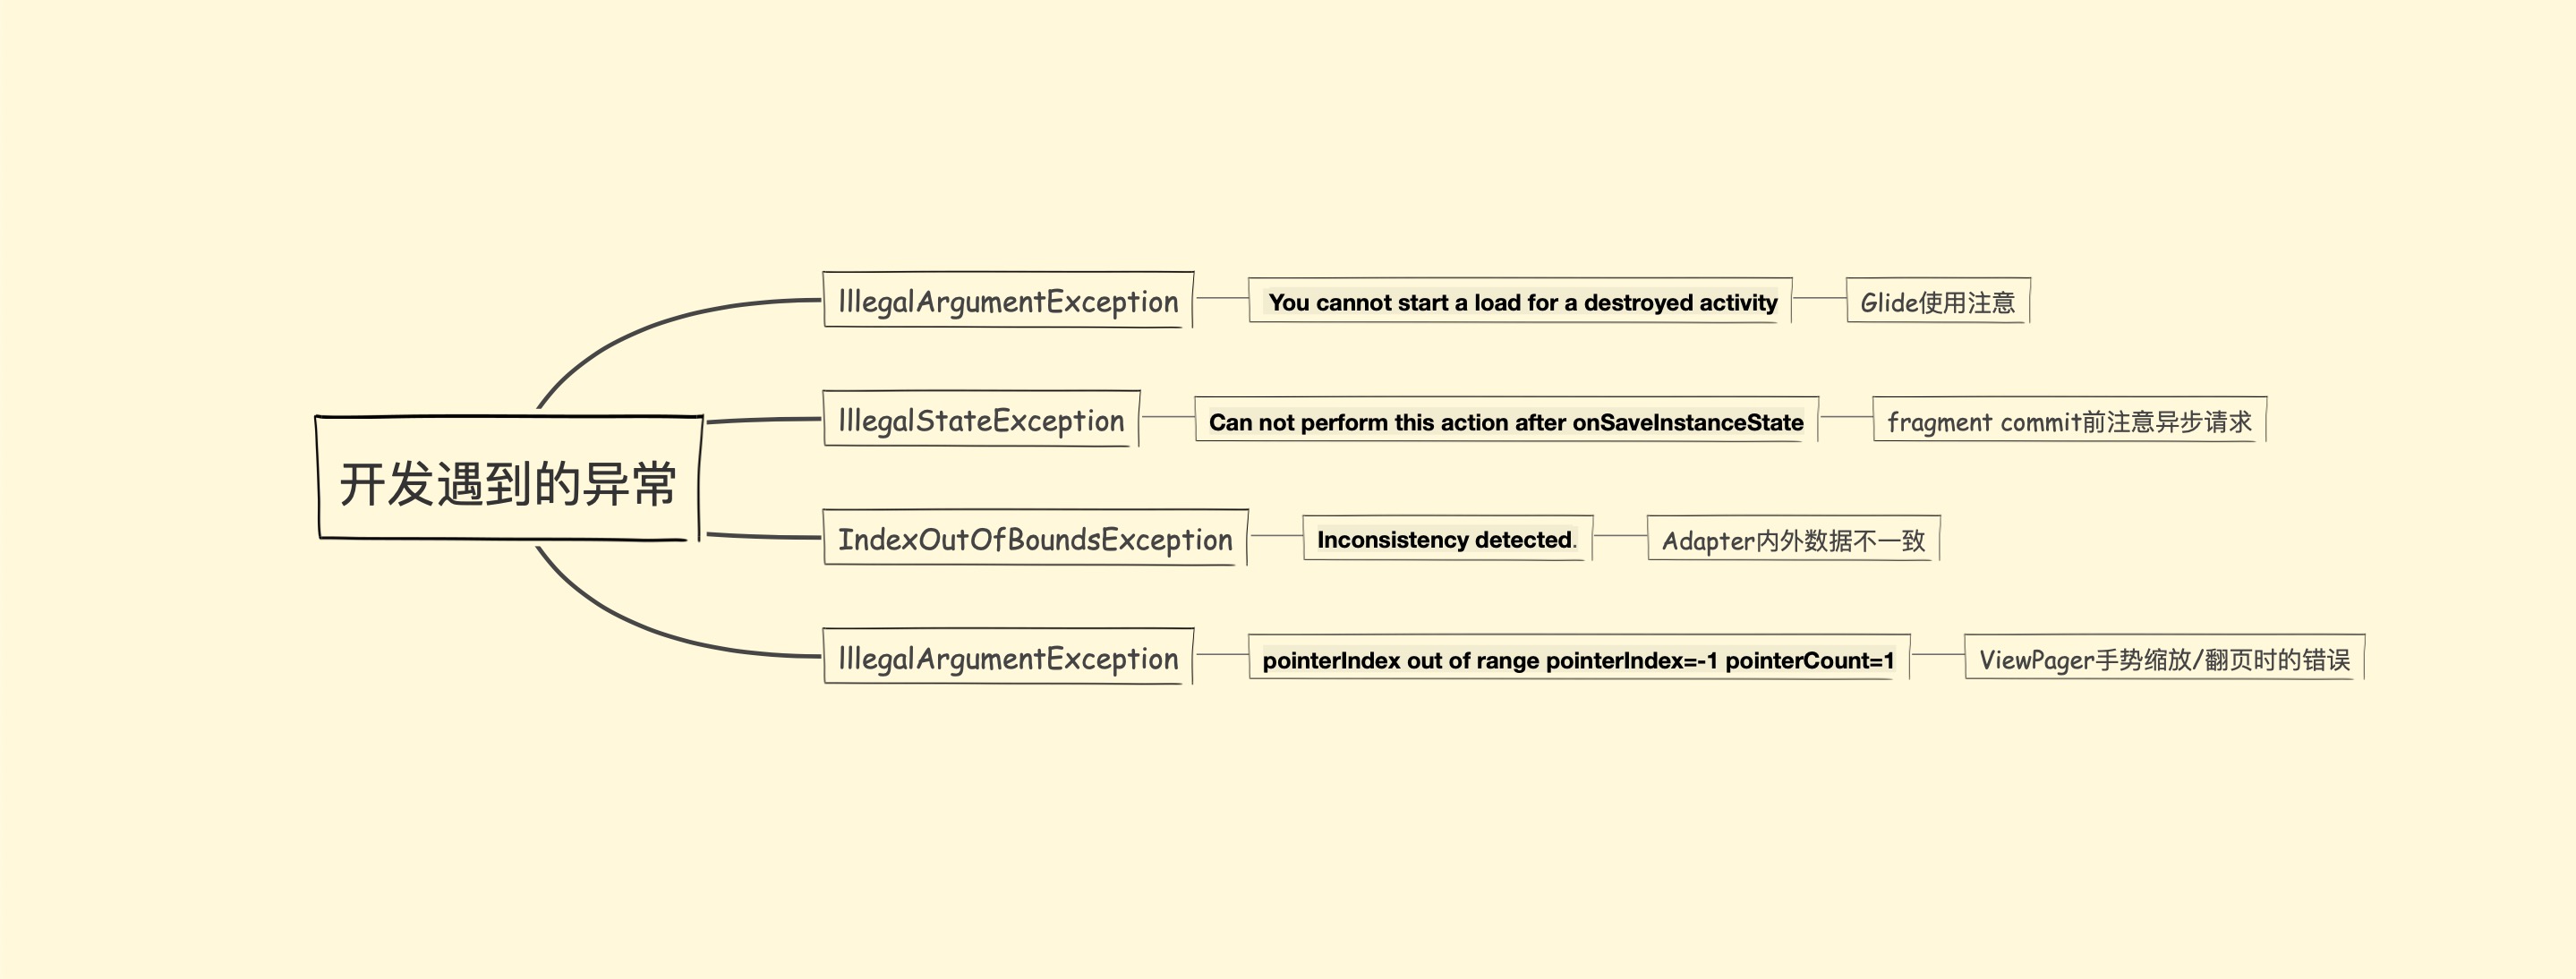 IllegalArgumentException
You cannot start a load for a destroyed activity
Glide使用注意
IllegalStateException
Can not perform this action after onSaveInstanceState
fragment commit前注意异步请求
开发遇到的异常
IndexOutOfBoundsException
Inconsistency detected.
Adapter内外数据不一致
IllegalArgumentException
pointerIndex out of range pointerIndex=-1 pointerCount=1
ViewPager手势缩放/翻页时的错误